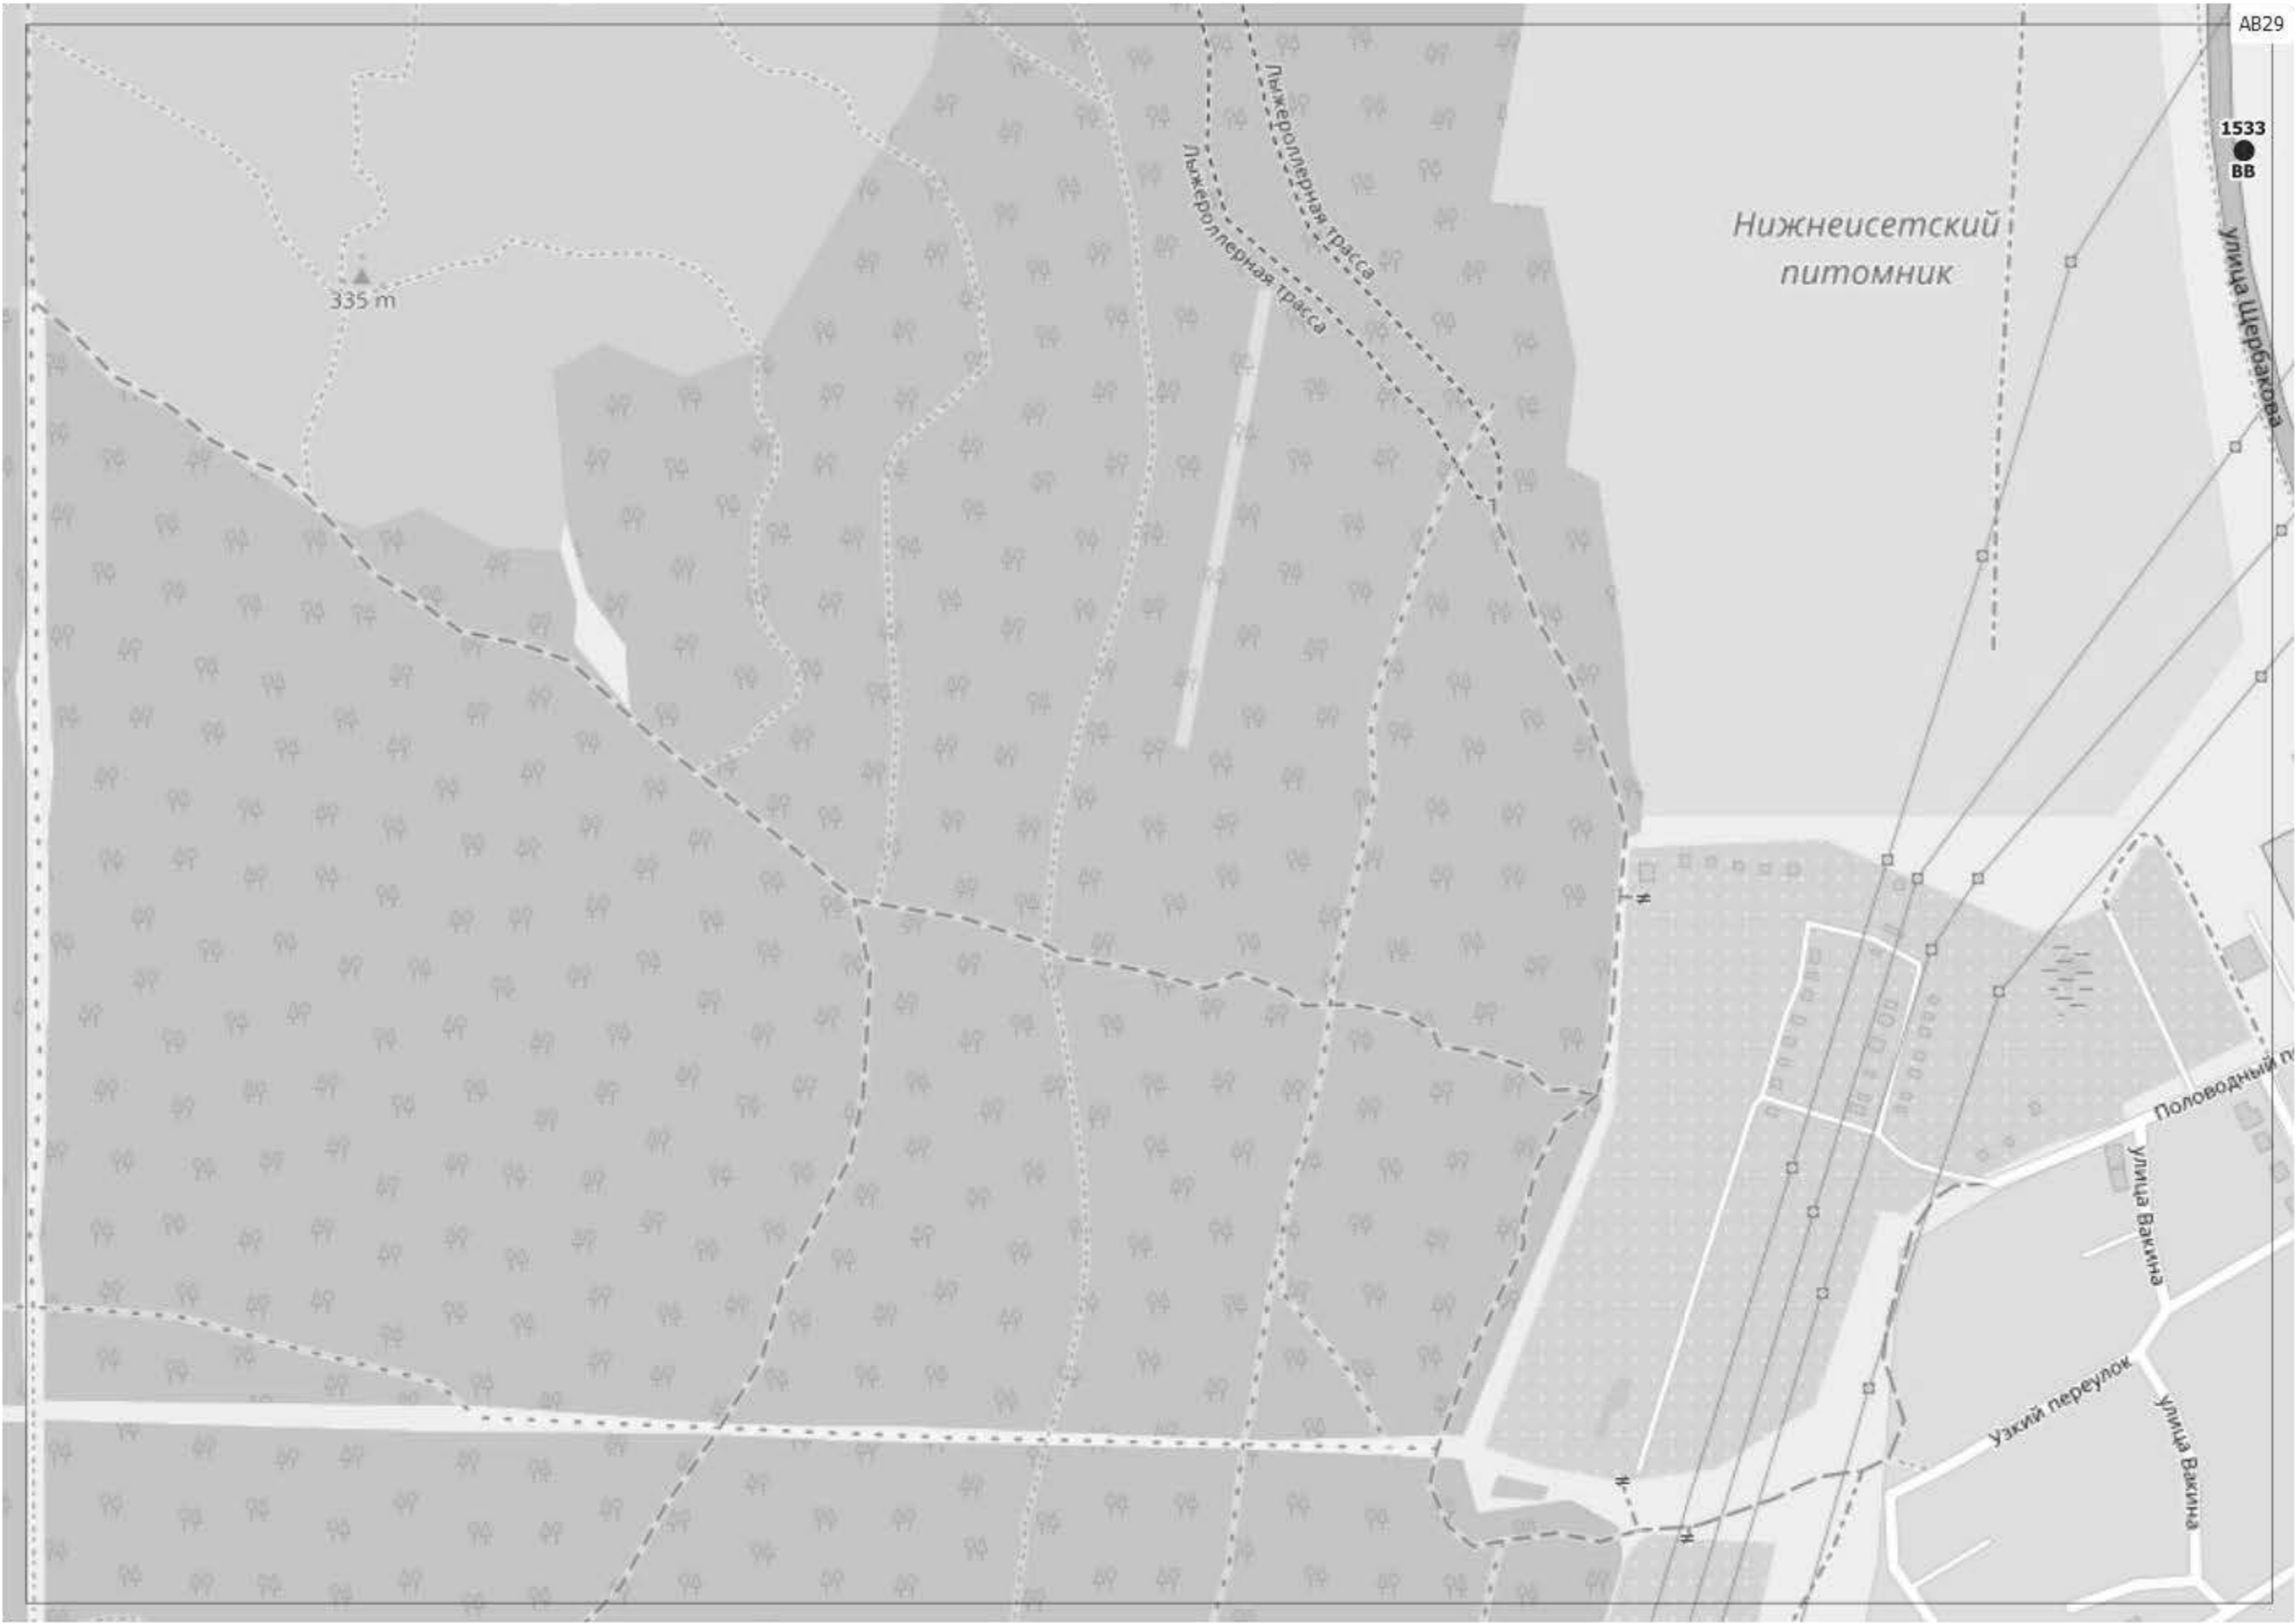 AB29
1533
BB
Лыжероллерная трасса
Лыжероллерная трасса
Нижнеисетский
питомник
улица Щербакова
335 m
Половодный п
улица Вакина
Узкий переулок
улица Вакина